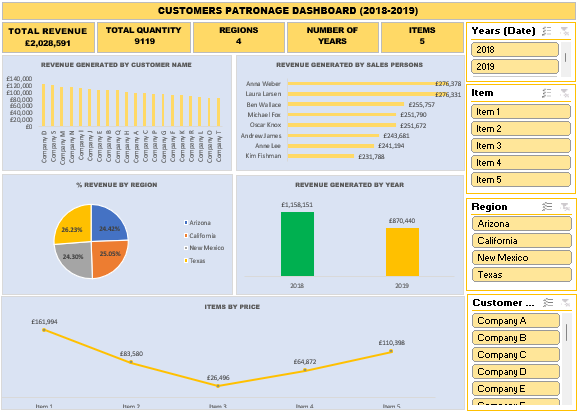 CUSTOMERS PATRONAGE DASHBOARD (2018-2019)
TOTAL REVENUE
£2,028,591
TOTAL QUANTITY
9119
REGIONS
4
NUMBER OF
YEARS
ITEMS
5
Years (Date)
2018
2019
REVENUE GENERATED BY CUSTOMER NAME
£140,000
£120,000
£100,000
£80,000
£60,000
£40,000
£20,000
£0
Company D
Company S
Company M
Company N
Company I
Company J
Company E
Company B
Company Q
Company H
Company A
Company C
Company P
Company G
Company F
Company R
Company K
Company L
Company O
Company T
REVENUE GENERATED BY SALES PERSONS
Anna Weber £276,378
Laura Larsen £276,331
Ben Wallace £255,757
Michael Fox £251,790
Oscar Knox £251,672
Andrew James £243,681
Anne Lee £241,194
Kim Fishman £231,788
Item
Item 1
Item 2
Item 3
Item 4
Item 5
% REVENUE BY REGION
26.23%
24.42%
24.30%
25.05%
Arizona
California
New Mexico
Texas
REVENUE GENERATED BY YEAR
£1,158,151
£870,440
2018
2019
Region
Arizona
California
New Mexico
Texas
ITEMS BY PRICE
£161,994
£83,580
£26,496
£64,872
£110,398
Item 1
Item 2
Item 3
Item 4
Item 5
Customer ...
Company A
Company B
Company C
Company D
Company E